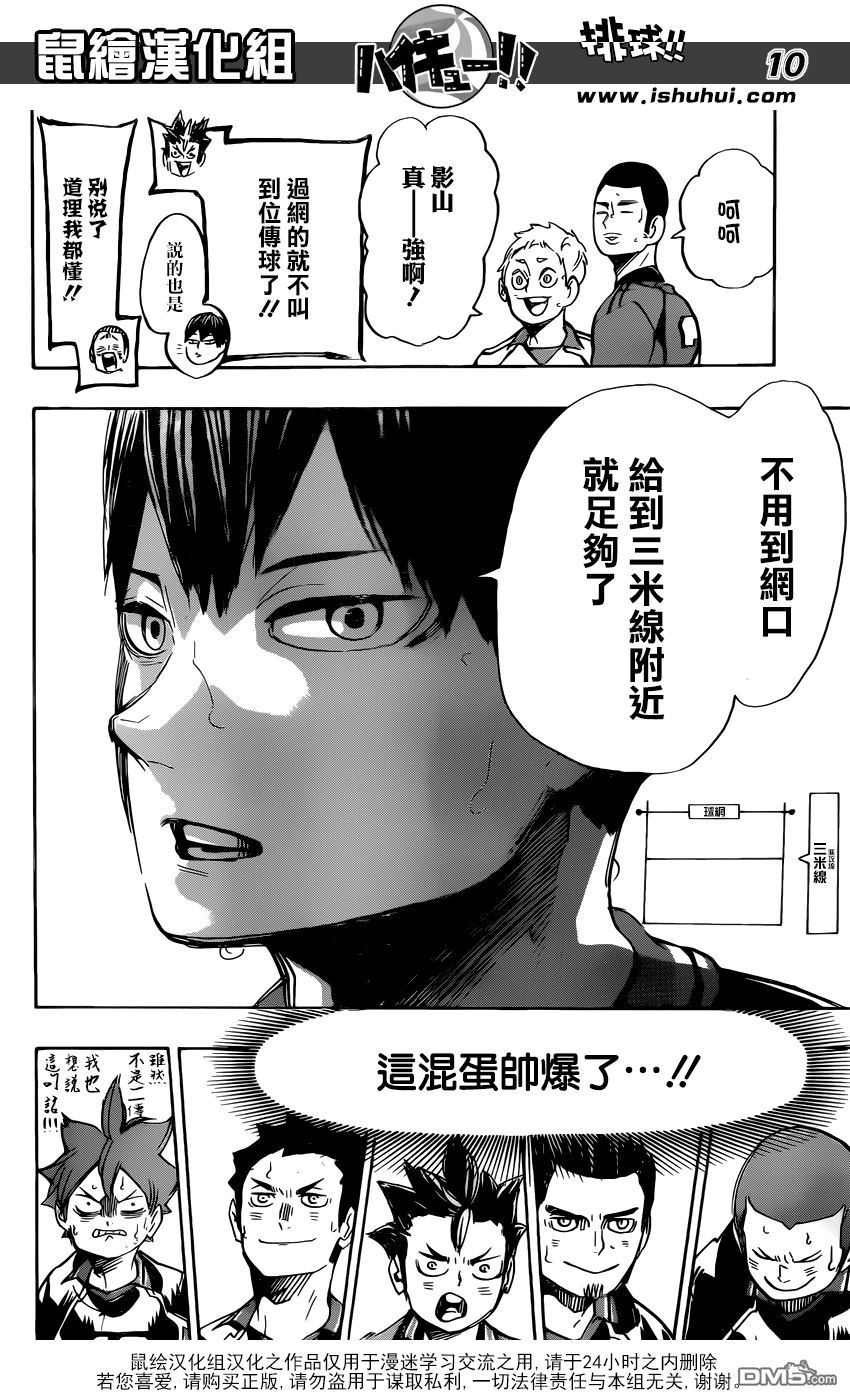 鼠繪漢化組
ハイキュー!!
排球!!
10
www.ishuhui.com
呵呵
影山
真——強啊!
過網的就不叫
到位傳球了!!
説的也是
别说了
道理我都懂!!
不用到網口
給到三米線附近
就足夠了
球網
三米線
這混蛋帥爆了…!!
雖然
不是二傳
我也
想説
這句話!!!
鼠绘汉化组汉化之作品仅用于漫迷学习交流之用, 请于24小时之内删除
若您喜爱, 请购买正版, 请勿盗用于谋取私利, 一切法律责任与本组无关, 谢谢。
DM5.com